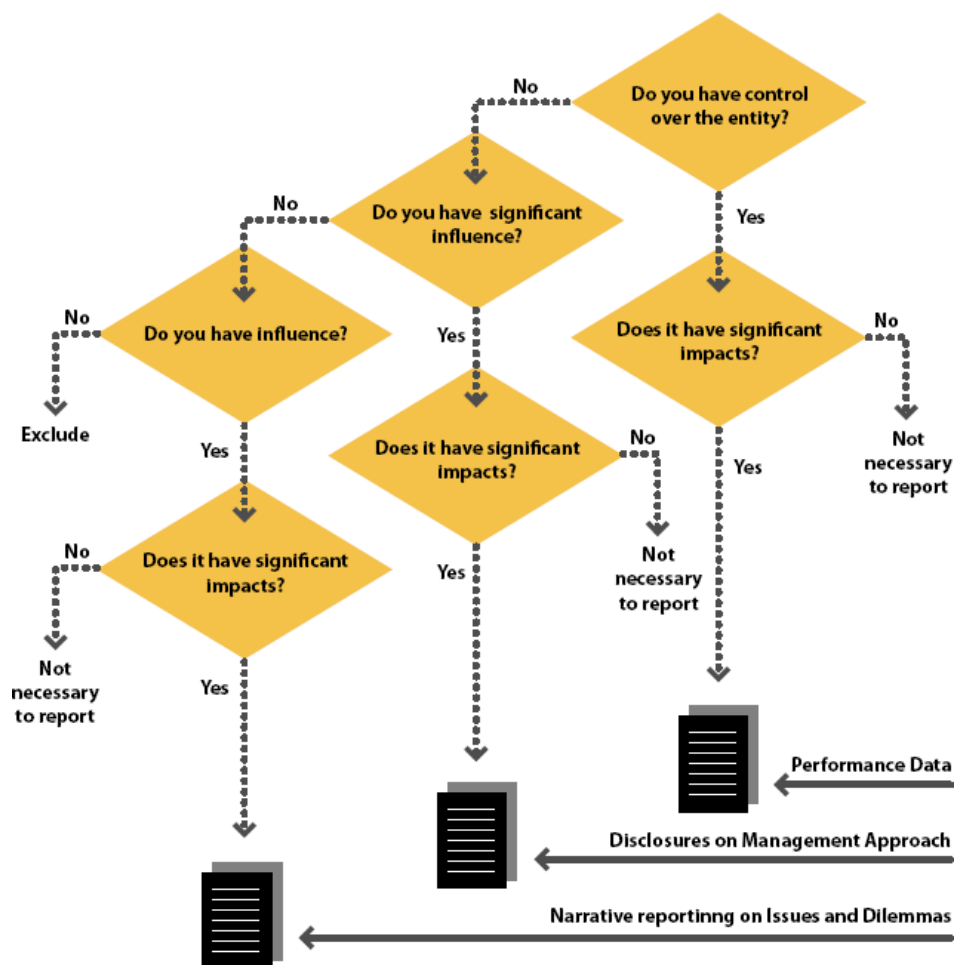 No
Do you have control
over the entity?
No
Do you have  significant
influence?
Yes
No
Do you have influence?
Yes
Does it have significant
impacts?
No
Exclude
Yes
Does it have significant
impacts?
No
Yes
Not
necessary
to report
No
Does it have significant
impacts?
Yes
Not
necessary
to report
Not
necessary
to report
Yes
Performance Data
Disclosures on Management Approach
Narrative reportinng on Issues and Dilemmas